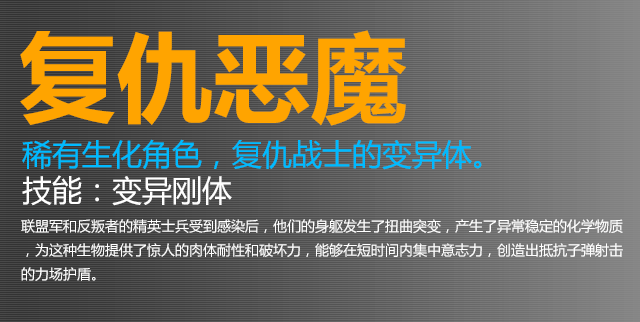 复仇恶魔
稀有生化角色，复仇战士的变异体。
技能：变异刚体
联盟军和反叛者的精英士兵受到感染后，他们的身躯发生了扭曲突变，产生了异常稳定的化学物质
，为这种生物提供了惊人的肉体耐性和破坏力，能够在短时间内集中意志力，创造出抵抗子弹射击
的力场护盾。